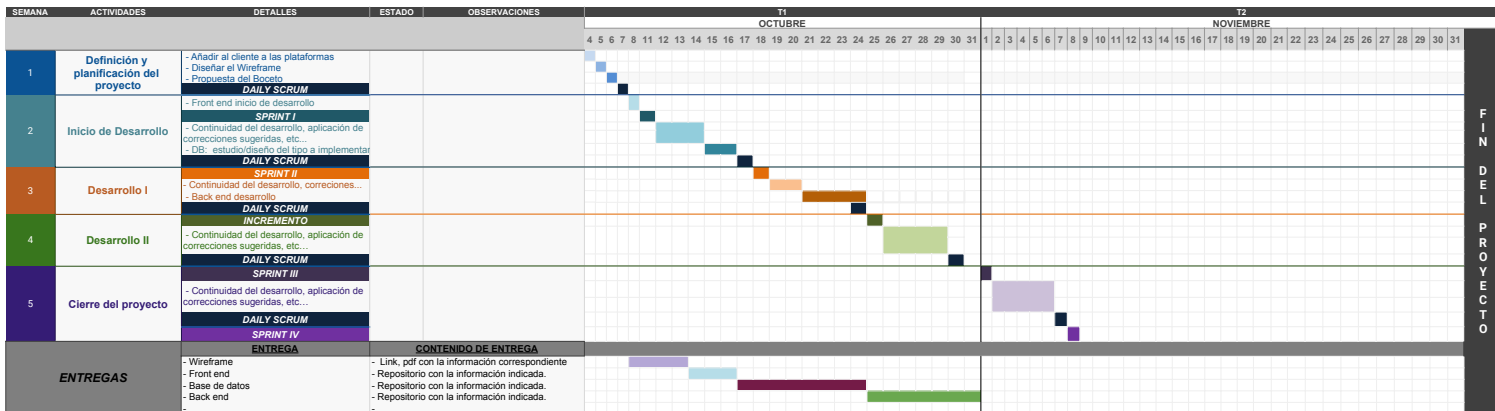 SEMANA ACTIVIDADES DETALLES ESTADO OBSERVACIONES T1 T2
OCTUBRE NOVIEMBRE
4 5 6 7 8 11 12 13 14 15 16 17 18 19 20 21 22 23 24 25 26 27 28 29 30 31 1 2 3 4 5 6 7 8 9 10 11 12 13 14 15 16 17 18 19 20 21 22 23 24 25 26 27 28 29 30 31
1
Definición y
planificación del
proyecto
- Añadir al cliente a las plataformas
- Diseñar el Wireframe
- Propuesta del Boceto
DAILY SCRUM
2
Inicio de Desarrollo
- Front end inicio de desarrollo
SPRINT I
- Continuidad del desarrollo, aplicación de
correcciones sugeridas, etc...
- DB: estudio/diseño del tipo a implementar
DAILY SCRUM
3
Desarrollo I
SPRINT II
- Continuidad del desarrollo, correciones...
- Back end desarrollo
DAILY SCRUM
4
Desarrollo II
INCREMENTO
- Continuidad del desarrollo, aplicación de
correcciones sugeridas, etc...
DAILY SCRUM
5
Cierre del proyecto
SPRINT III
- Continuidad del desarrollo, aplicación de
correcciones sugeridas, etc...
DAILY SCRUM
SPRINT IV
FIN DEL PROYECTO
ENTREGAS
ENTREGA CONTENIDO DE ENTREGA
- Wireframe - Link, pdf con la información correspondiente
- Front end - Repositorio con la información indicada.
- Base de datos - Repositorio con la información indicada.
- Back end - Repositorio con la información indicada.
- -